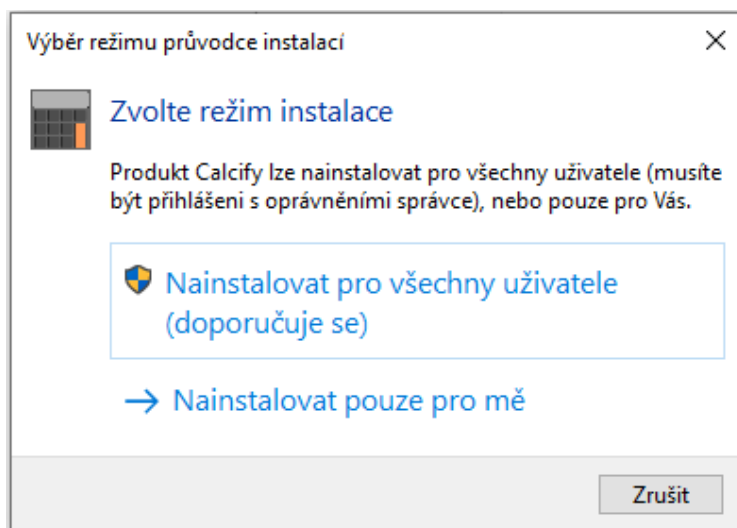 Výběr režimu průvodce instalací
Zvolte režim instalace
Produkt Calcify lze nainstalovat pro všechny uživatele (musíte
být přihlášeni s oprávněními správce), nebo pouze pro Vás.
Nainstalovat pro všechny uživatele
(doporučuje se)
Nainstalovat pouze pro mě
Zrušit